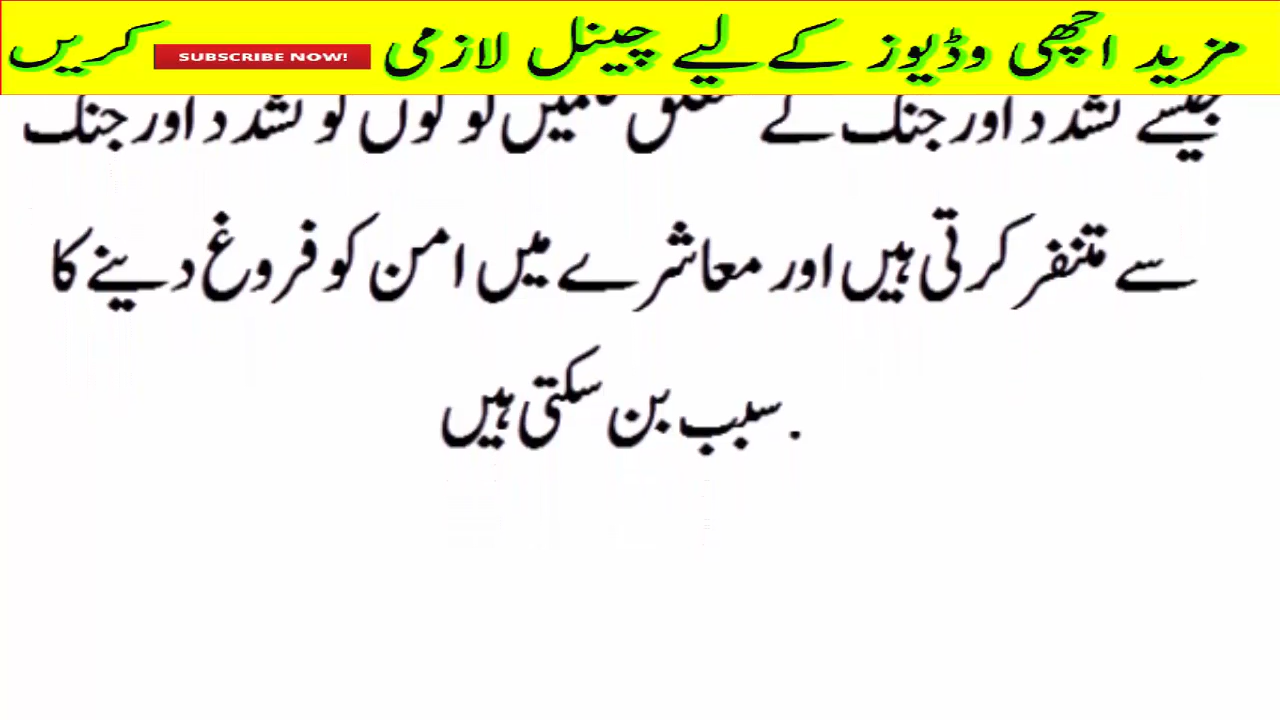 مزید اچھی وڈیوز کے لیے چینل لازمی SUBSCRIBE NOW! کریں
جیسے تشدد اور جنگ کے متعلق فلمیں لوگوں کو تشدد اور جنگ
سے متنفر کرتی ہیں اور معاشرے میں امن کو فروغ دینے کا
سبب بن سکتی ہیں.